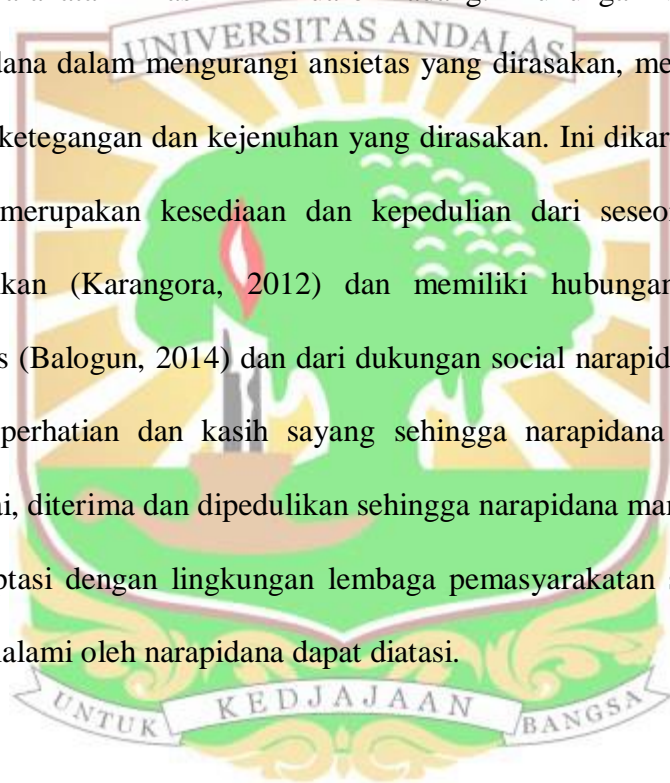 UNIVERSITAS ANDALAS
dana dalam mengurangi ansietas yang dirasakan, me
ketegangan dan kejenuhan yang dirasakan. Ini dikar
merupakan kesediaan dan kepedulian dari seseo
kan (Karangora, 2012) dan memiliki hubungan
s (Balogun, 2014) dan dari dukungan social narapid
perhatian dan kasih sayang sehingga narapidana
ai, diterima dan dipedulikan sehingga narapidana mam
ptasi dengan lingkungan lembaga pemasyarakatan s
alami oleh narapidana dapat diatasi.
UNTUK KEDJAJAAN BANGSA